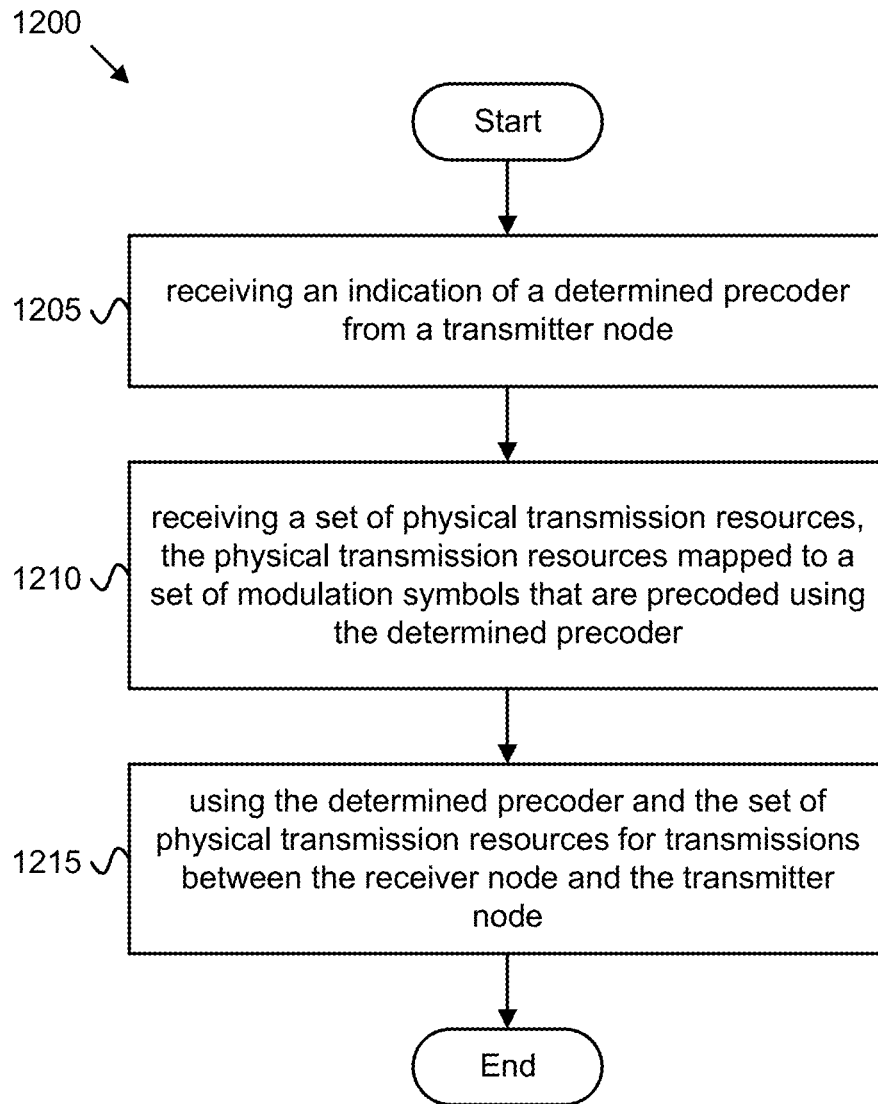 1200
Start
1205
receiving an indication of a determined precoder
from a transmitter node
1210
receiving a set of physical transmission resources,
the physical transmission resources mapped to a
set of modulation symbols that are precoded using
the determined precoder
1215
using the determined precoder and the set of
physical transmission resources for transmissions
between the receiver node and the transmitter
node
End